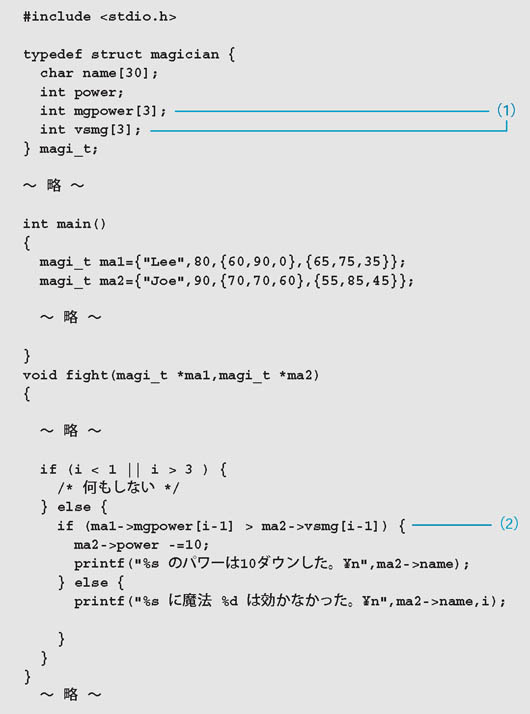 #include <stdio.h>
typedef struct magician {
char name[30];
int power;
int mgpower[3]; (1)
int vsmg[3];
} magi_t;
～ 略 ～
int main()
{
magi_t ma1={"Lee",80,{60,90,0},{65,75,35}};
magi_t ma2={"Joe",90,{70,70,60},{55,85,45}};
～ 略 ～
}
void fight(magi_t *ma1,magi_t *ma2)
{
～ 略 ～
if (i < 1 || i > 3 ) {
/* 何もしない */
} else {
if (ma1->mgpower[i-1] > ma2->vsmg[i-1]) { (2)
ma2->power -=10;
printf("%s のパワーは10ダウンした。¥n",ma2->name);
} else {
printf("%s に魔法 %d は効かなかった。¥n",ma2->name,i);
}
}
}
～ 略 ～